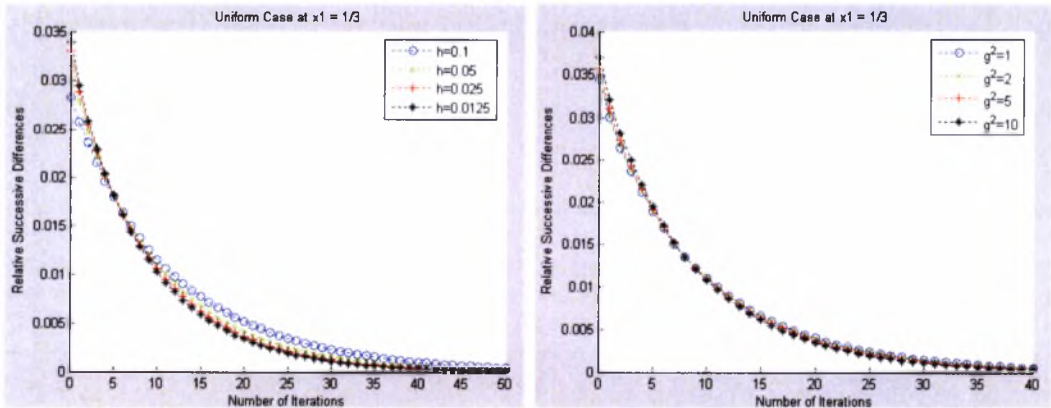 Uniform Case at x1 = 1/3
Relative Successive Differences
0.035
0.03
0.025
0.02
0.015
0.01
0.005
0
h=0.1
h=0.05
h=0.025
h=0.0125
0 5 10 15 20 25 30 35 40 45 50
Number of Iterations
Uniform Case at x1 = 1/3
Relative Successive Differences
0.04
0.035
0.03
0.025
0.02
0.015
0.01
0.005
0
g²=1
g²=2
g²=5
g²=10
0 5 10 15 20 25 30 35 40
Number of Iterations